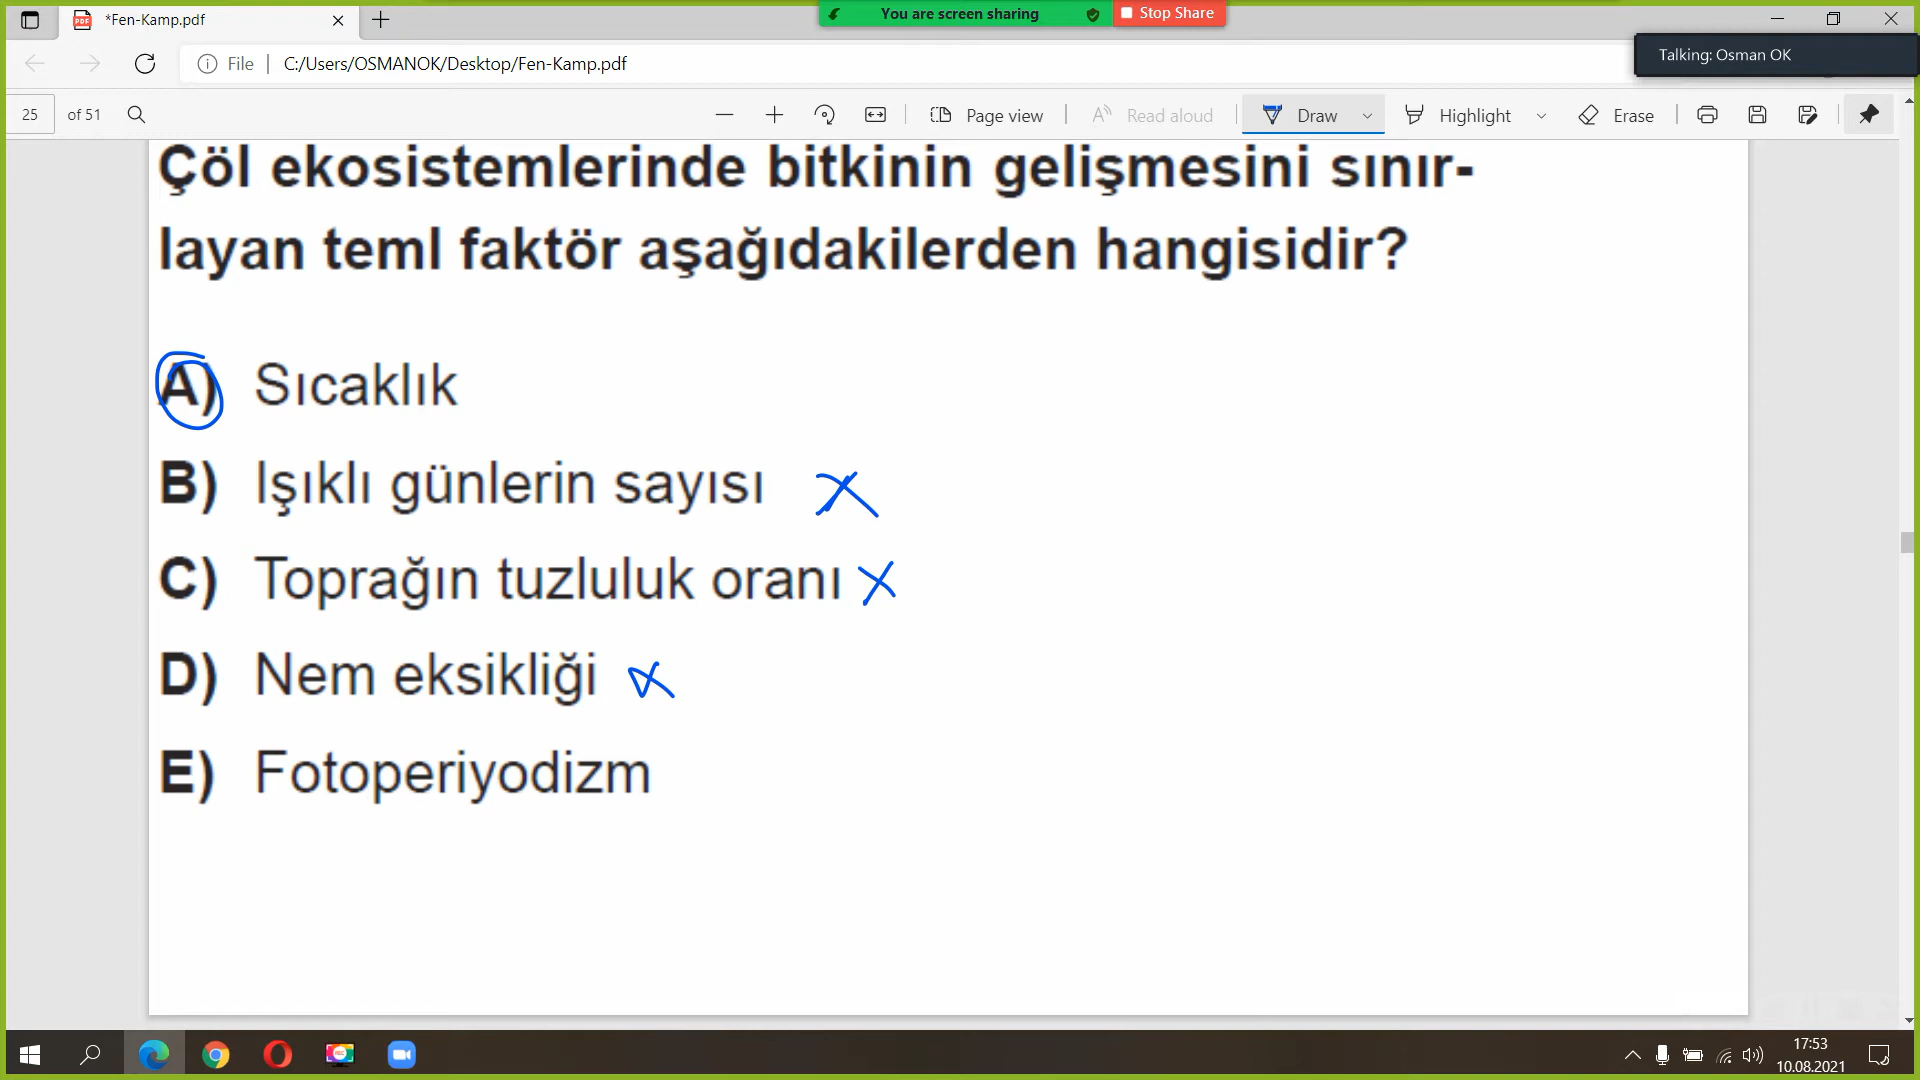 *Fen-Kamp.pdf
You are screen sharing
Stop Share
Talking: Osman OK
File
C:/Users/OSMANOK/Desktop/Fen-Kamp.pdf
25 of 51
Page view
Read aloud
Draw
Highlight
Erase
Çöl ekosistemlerinde bitkinin gelişmesini sınır-
layan teml faktör aşağıdakilerden hangisidir?
A) Sıcaklık
B) Işıklı günlerin sayısı
C) Toprağın tuzluluk oranı
D) Nem eksikliği
E) Fotoperiyodizm
17:53
10.08.2021